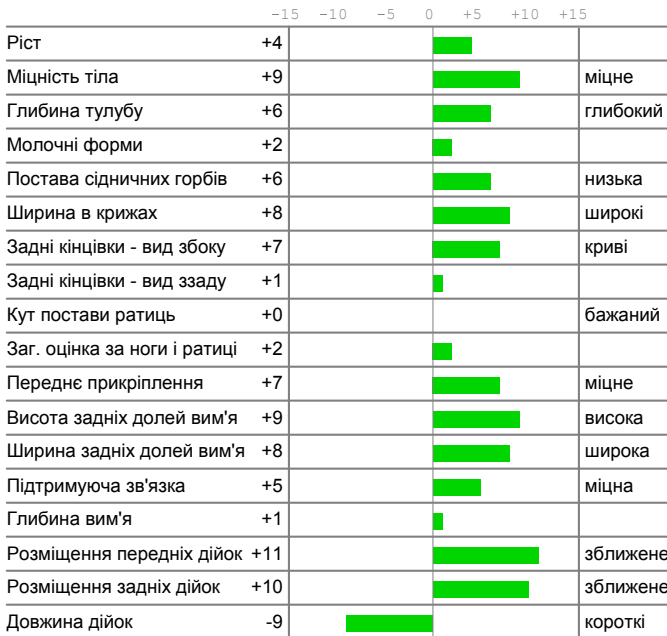 -15 -10 -5 0 +5 +10 +15
Ріст +4
Міцність тіла +9 міцне
Глибина тулубу +6 глибокий
Молочні форми +2
Постава сідничних горбів +6 низька
Ширина в крижах +8 широкі
Задні кінцівки - вид збоку +7 криві
Задні кінцівки - вид ззаду +1
Кут постави ратиць +0 бажаний
Заг. оцінка за ноги і ратиці +2
Переднє прикріплення +7 міцне
Висота задніх долей вим'я +9 висока
Ширина задніх долей вим'я +8 широка
Підтримуюча зв'язка +5 міцна
Глибина вим'я +1
Розміщення передніх дійок +11 зближене
Розміщення задніх дійок +10 зближене
Довжина дійок -9 короткі